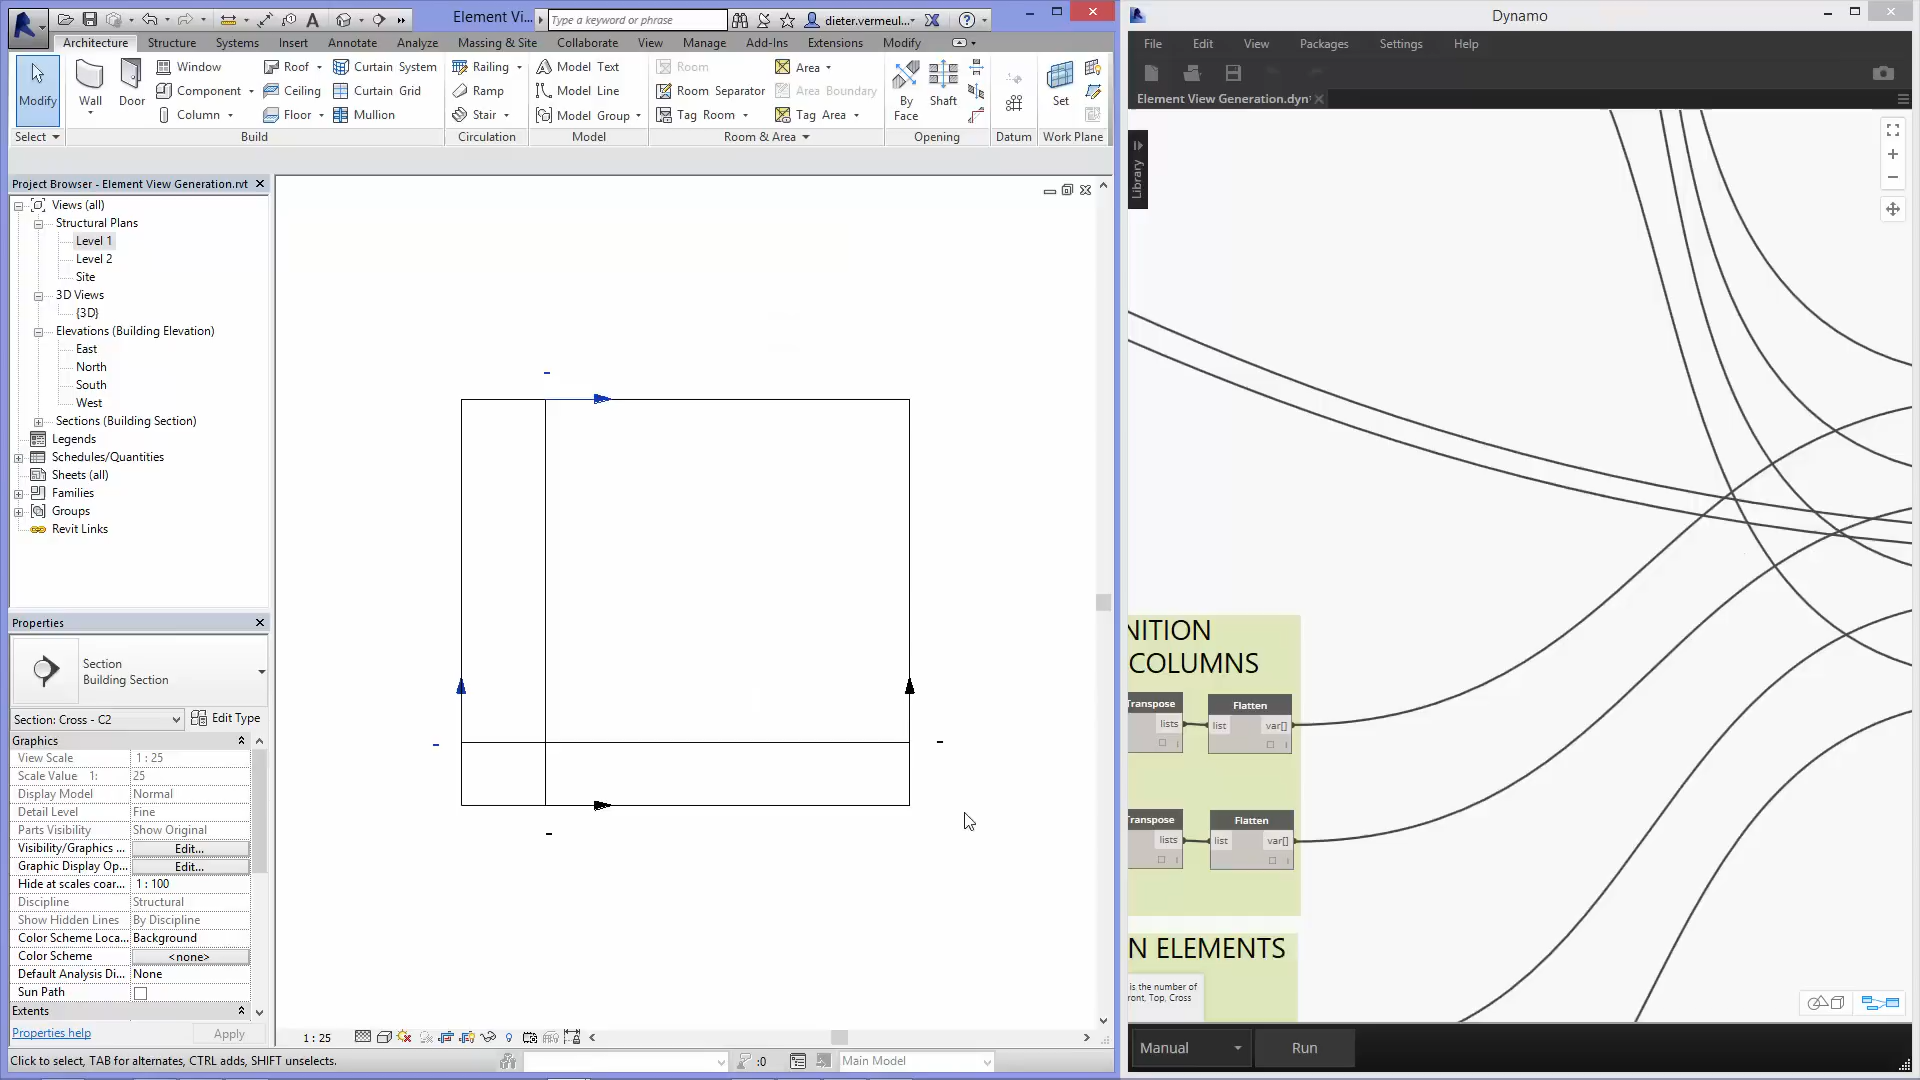 Element Vi...
Type a keyword or phrase
dieter.vermeul...
Architecture
Structure
Systems
Insert
Annotate
Analyze
Massing & Site
Collaborate
View
Manage
Add-Ins
Extensions
Modify
Modify
Wall
Door
Window
Component
Column
Roof
Ceiling
Floor
Curtain System
Curtain Grid
Mullion
Railing
Ramp
Stair
Model Text
Model Line
Model Group
Room
Room Separator
Tag Room
Area
Area Boundary
Tag Area
By
Face
Shaft
Set
Select
Build
Circulation
Model
Room & Area
Opening
Datum
Work Plane
Project Browser - Element View Generation.rvt
Views (all)
Structural Plans
Level 1
Level 2
Site
3D Views
{3D}
Elevations (Building Elevation)
East
North
South
West
Sections (Building Section)
Legends
Schedules/Quantities
Sheets (all)
Families
Groups
Revit Links
Properties
Section
Building Section
Section: Cross - C2
Edit Type
Graphics
View Scale 1 : 25
Scale Value 1: 25
Display Model Normal
Detail Level Fine
Parts Visibility Show Original
Visibility/Graphics ... Edit...
Graphic Display Op... Edit...
Hide at scales coar... 1 : 100
Discipline Structural
Show Hidden Lines By Discipline
Color Scheme Loca... Background
Color Scheme <none>
Default Analysis Di... None
Sun Path
Extents
Properties help
Apply
1 : 25
Click to select, TAB for alternates, CTRL adds, SHIFT unselects.
:0
Main Model
Dynamo
File
Edit
View
Packages
Settings
Help
Element View Generation.dyn
Library
NITION
COLUMNS
Transpose
lists
Flatten
list
var[]
Transpose
lists
Flatten
list
var[]
N ELEMENTS
is the number of
ront, Top, Cross
Manual
Run